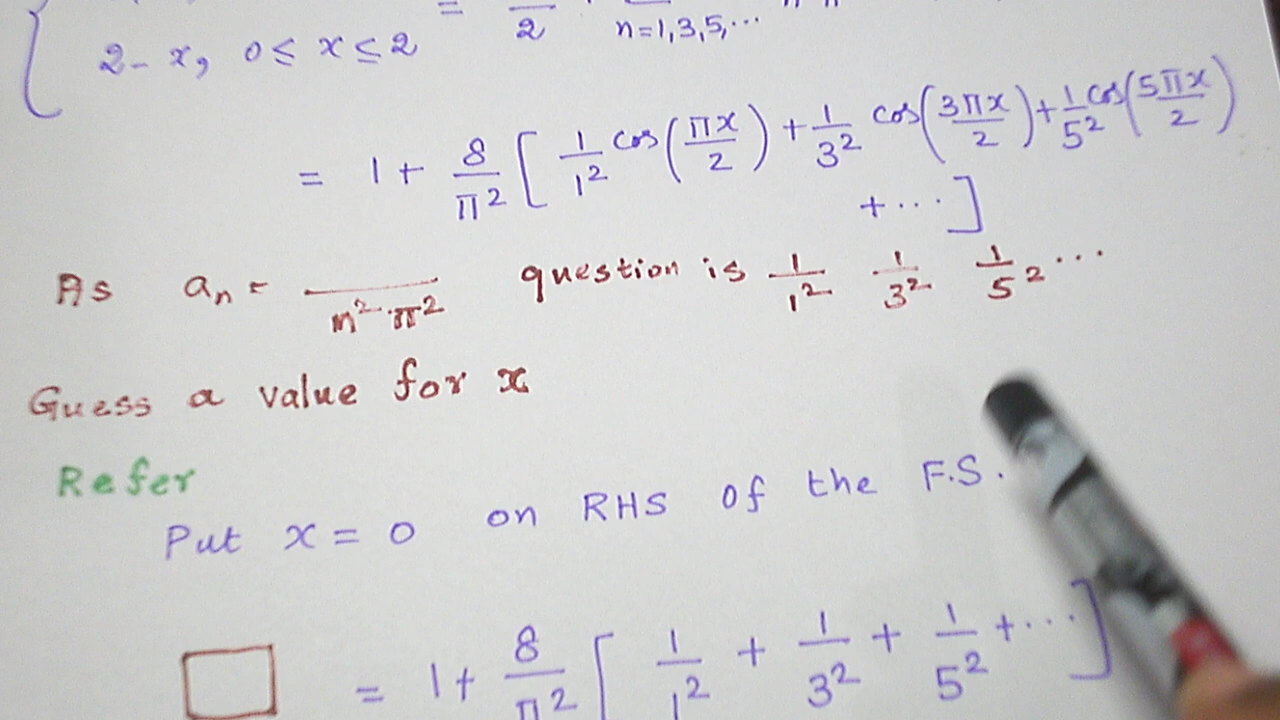 2 - x, 0 ≤ x ≤ 2 = 2 n=1,3,5,...
= 1 + 8/π² [ 1/1² cos(πx/2) + 1/3² cos(3πx/2) + 1/5² cos(5πx/2)
+ ... ]
As aₙ = /n²·π² question is 1/1² 1/3² 1/5² ...
Guess a value for x
Refer
Put x = 0 on RHS of the F.S.
= 1 + 8/π² [ 1/1² + 1/3² + 1/5² + ... ]